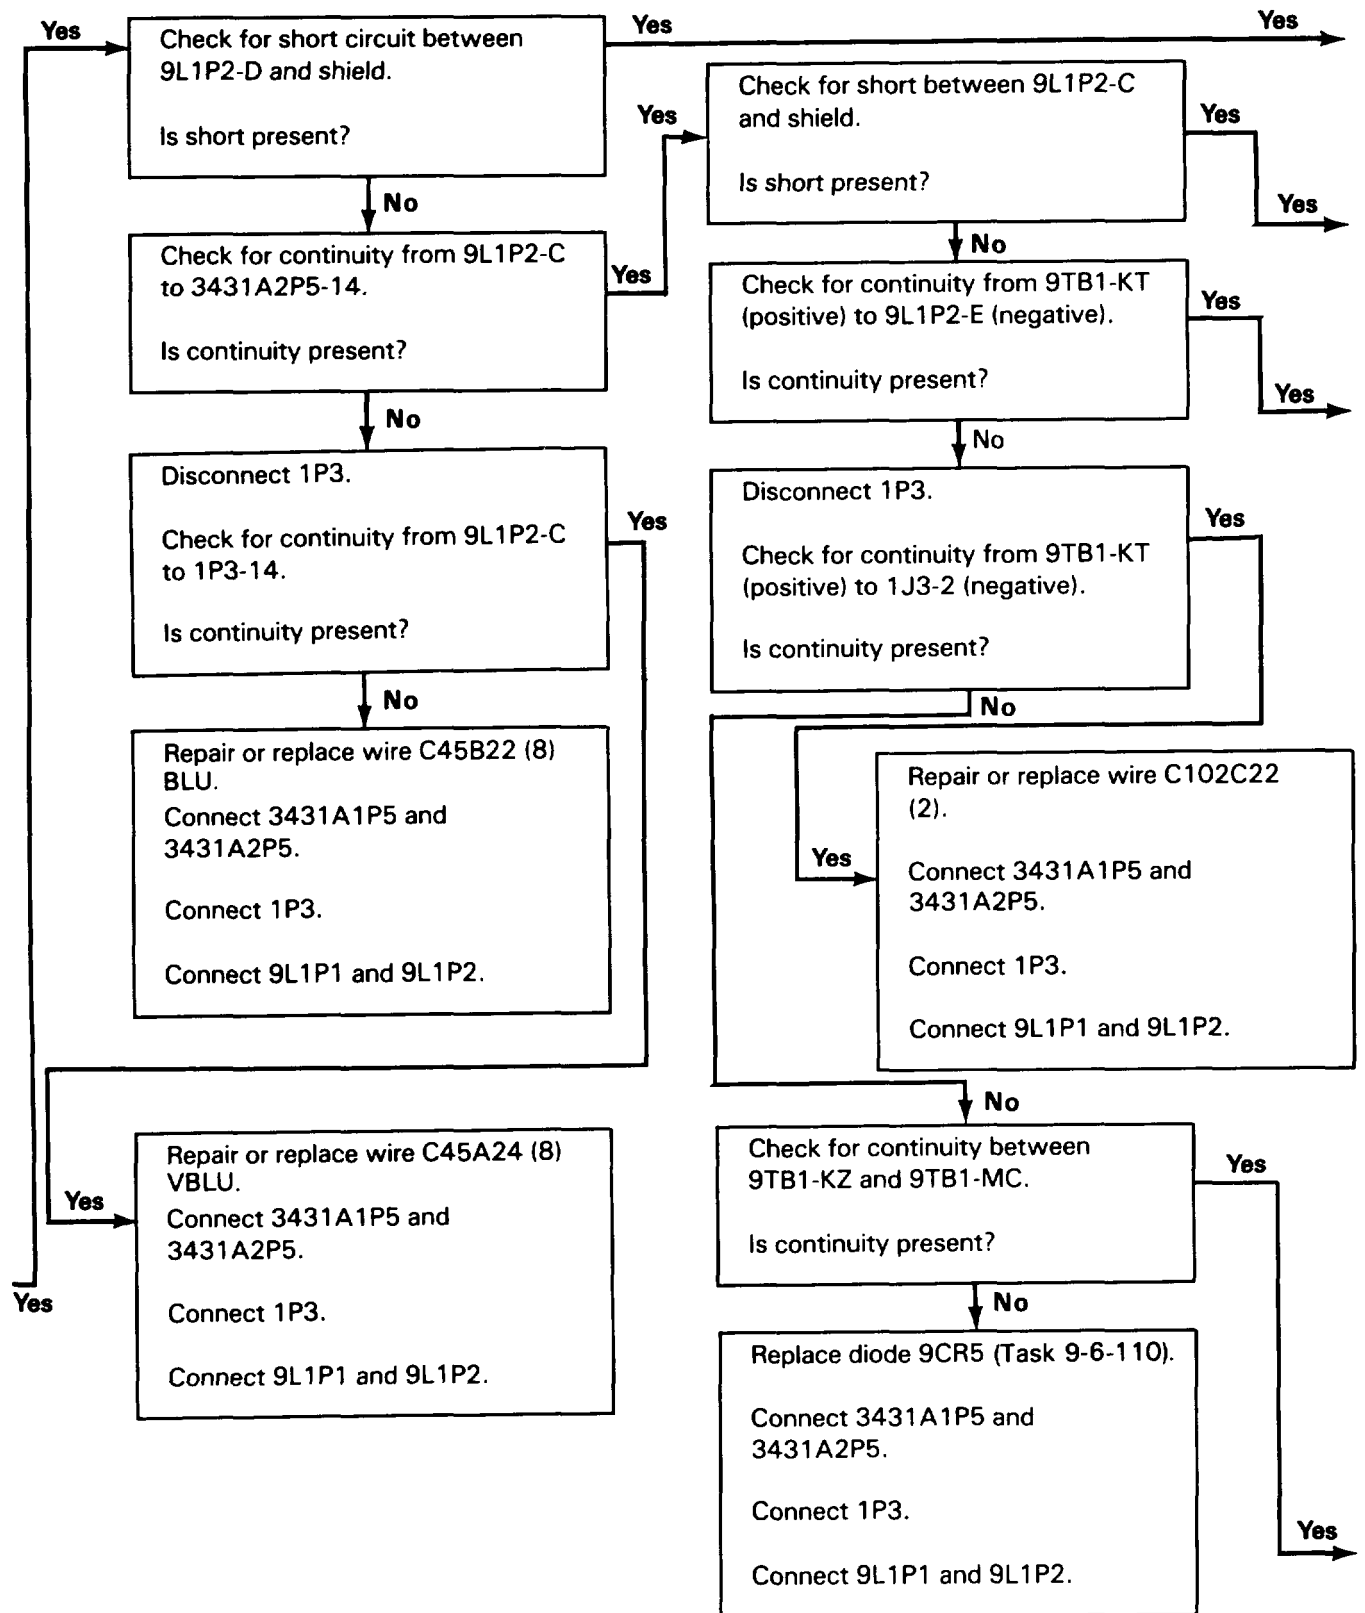 Yes
Check for short circuit between
9L1P2-D and shield.
Is short present?
Yes
Yes
No
Check for continuity from 9L1P2-C
to 3431A2P5-14.
Is continuity present?
Yes
Yes
No
Disconnect 1P3.
Check for continuity from 9L1P2-C
to 1P3-14.
Is continuity present?
Yes
No
Repair or replace wire C45B22 (8)
BLU.
Connect 3431A1P5 and
3431A2P5.
Connect 1P3.
Connect 9L1P1 and 9L1P2.
Yes
Repair or replace wire C45A24 (8)
VBLU.
Connect 3431A1P5 and
3431A2P5.
Connect 1P3.
Connect 9L1P1 and 9L1P2.
Yes
Check for short between 9L1P2-C
and shield.
Is short present?
Yes
Yes
No
Check for continuity from 9TB1-KT
(positive) to 9L1P2-E (negative).
Is continuity present?
Yes
Yes
No
Disconnect 1P3.
Check for continuity from 9TB1-KT
(positive) to 1J3-2 (negative).
Is continuity present?
Yes
No
Yes
Repair or replace wire C102C22
(2).
Connect 3431A1P5 and
3431A2P5.
Connect 1P3.
Connect 9L1P1 and 9L1P2.
No
Check for continuity between
9TB1-KZ and 9TB1-MC.
Is continuity present?
Yes
No
Replace diode 9CR5 (Task 9-6-110).
Connect 3431A1P5 and
3431A2P5.
Connect 1P3.
Connect 9L1P1 and 9L1P2.
Yes